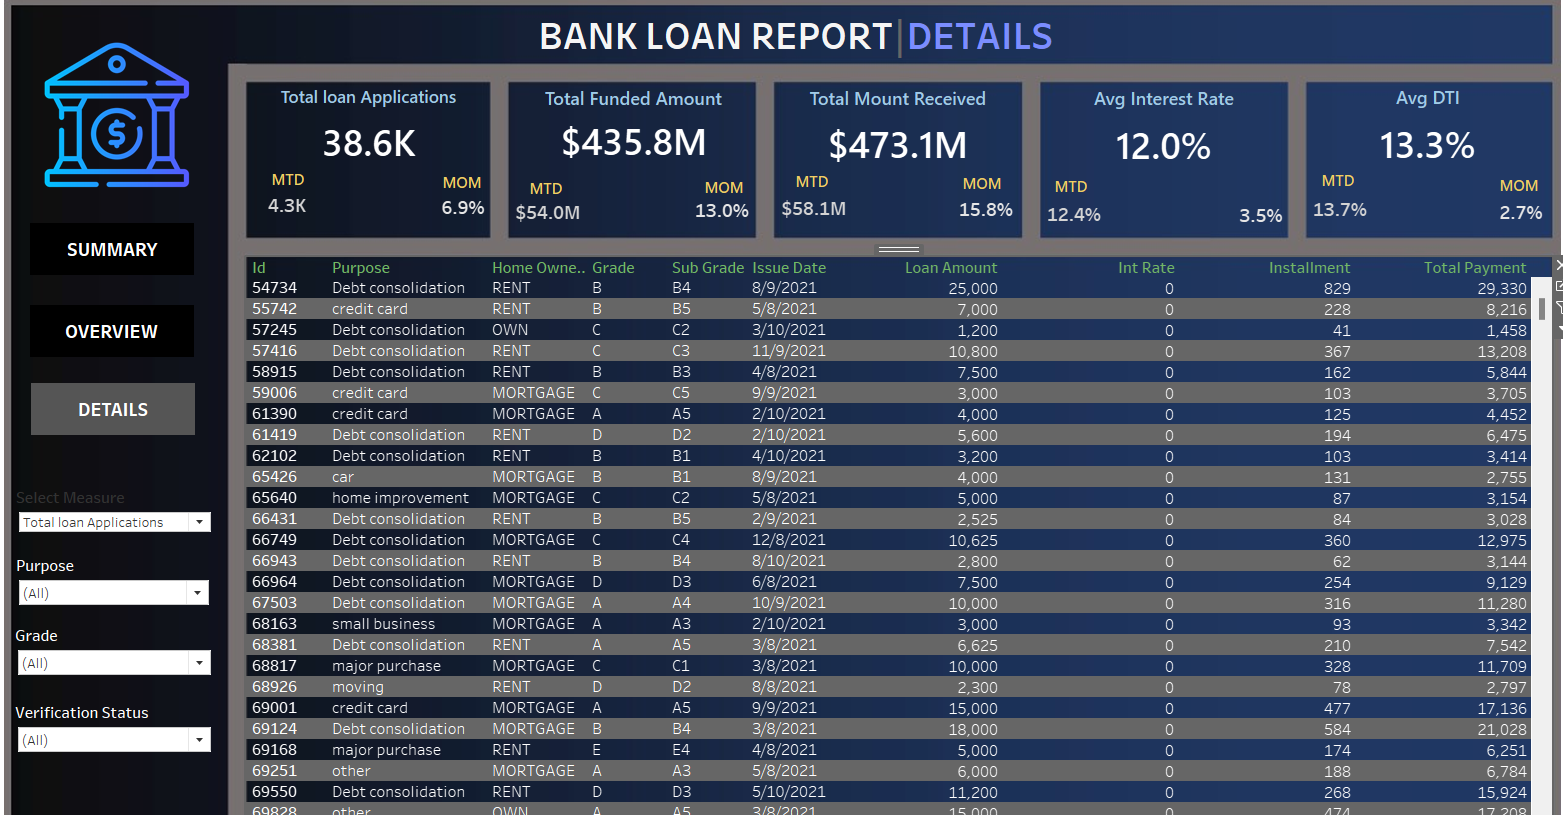 BANK LOAN REPORT|DETAILS
Total loan Applications
38.6K
MTD MOM
4.3K 6.9%
Total Funded Amount
$435.8M
MTD MOM
$54.0M 13.0%
Total Mount Received
$473.1M
MTD MOM
$58.1M 15.8%
Avg Interest Rate
12.0%
MTD
12.4% 3.5%
Avg DTI
13.3%
MTD MOM
13.7% 2.7%
SUMMARY
OVERVIEW
DETAILS
Select Measure
Total loan Applications
Purpose
(All)
Grade
(All)
Verification Status
(All)
Id Purpose Home Owne.. Grade Sub Grade Issue Date Loan Amount Int Rate Installment Total Payment
54734 Debt consolidation RENT B B4 8/9/2021 25,000 0 829 29,330
55742 credit card RENT B B5 5/8/2021 7,000 0 228 8,216
57245 Debt consolidation OWN C C2 3/10/2021 1,200 0 41 1,458
57416 Debt consolidation RENT C C3 11/9/2021 10,800 0 367 13,208
58915 Debt consolidation RENT B B3 4/8/2021 7,500 0 162 5,844
59006 credit card MORTGAGE C C5 9/9/2021 3,000 0 103 3,705
61390 credit card MORTGAGE A A5 2/10/2021 4,000 0 125 4,452
61419 Debt consolidation RENT D D2 2/10/2021 5,600 0 194 6,475
62102 Debt consolidation RENT B B1 4/10/2021 3,200 0 103 3,414
65426 car MORTGAGE B B1 8/9/2021 4,000 0 131 2,755
65640 home improvement MORTGAGE C C2 5/8/2021 5,000 0 87 3,154
66431 Debt consolidation RENT B B5 2/9/2021 2,525 0 84 3,028
66749 Debt consolidation MORTGAGE C C4 12/8/2021 10,625 0 360 12,975
66943 Debt consolidation RENT B B4 8/10/2021 2,800 0 62 3,144
66964 Debt consolidation MORTGAGE D D3 6/8/2021 7,500 0 254 9,129
67503 Debt consolidation MORTGAGE A A4 10/9/2021 10,000 0 316 11,280
68163 small business MORTGAGE A A3 2/10/2021 3,000 0 93 3,342
68381 Debt consolidation RENT A A5 3/8/2021 6,625 0 210 7,542
68817 major purchase MORTGAGE C C1 3/8/2021 10,000 0 328 11,709
68926 moving RENT D D2 8/8/2021 2,300 0 78 2,797
69001 credit card MORTGAGE A A5 9/9/2021 15,000 0 477 17,136
69124 Debt consolidation MORTGAGE B B4 3/8/2021 18,000 0 584 21,028
69168 major purchase RENT E E4 4/8/2021 5,000 0 174 6,251
69251 other MORTGAGE A A3 5/8/2021 6,000 0 188 6,784
69550 Debt consolidation RENT D D3 5/10/2021 11,200 0 268 15,924
69828 other OWN A A5 3/8/2021 15,000 0 474 17,208